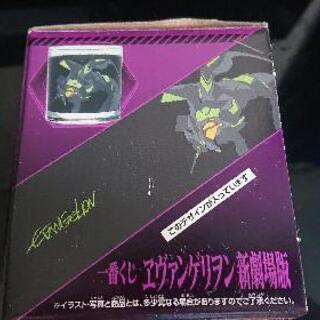 このデザインが入っています
EVANGELION
一番くじ ヱヴァンゲリヲン新劇場版
※イラスト・写真と商品とは、多少異なる場合がありますのでご了承ください。